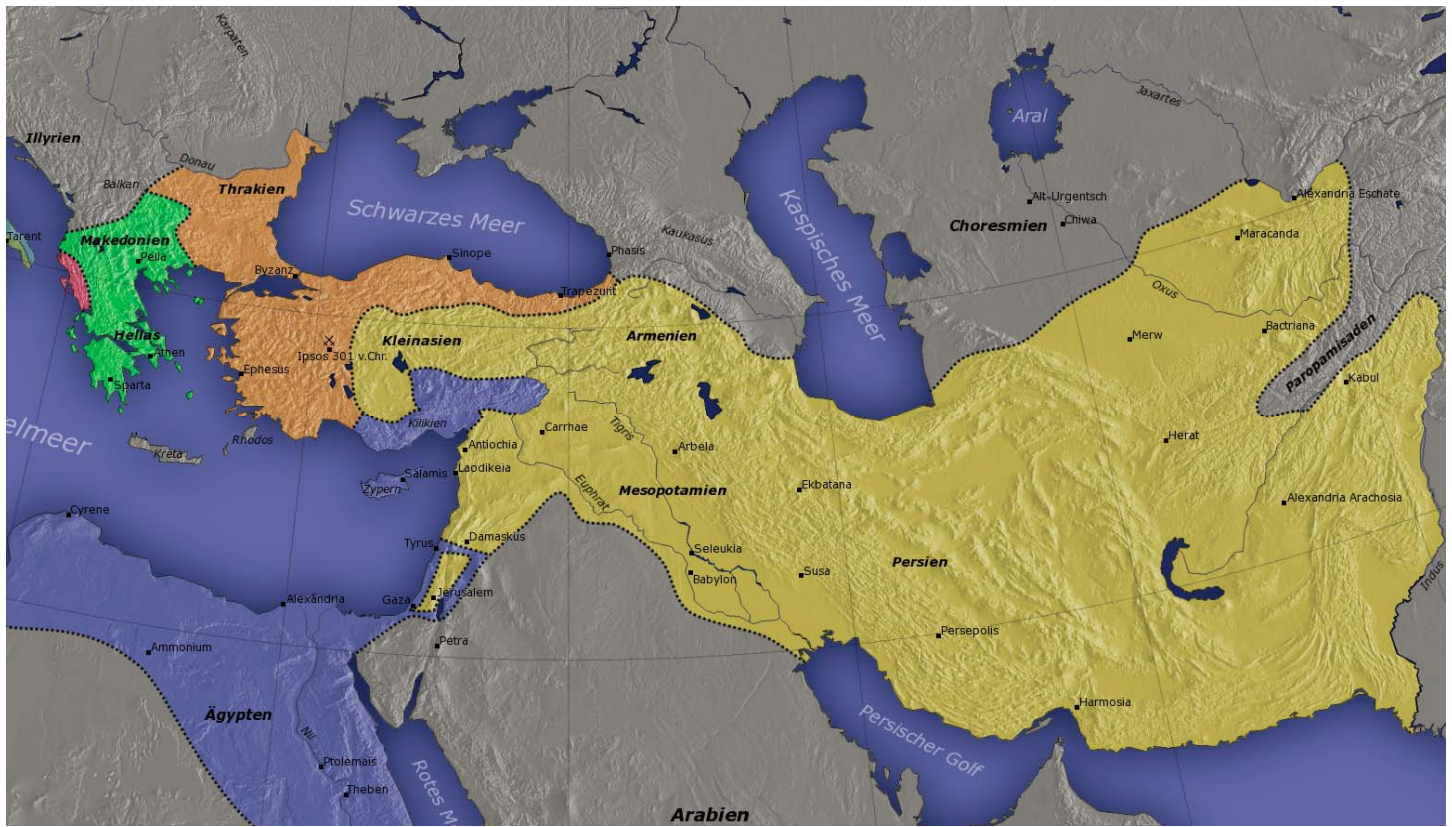 Karpaten
Illyrien
Donau
Balkan
Thrakien
Schwarzes Meer
Kaukasus
Kaspisches Meer
Aral
Jaxartes
Alt-Urgentsch
Choresmien
Chiwa
Alexandria Eschate
Maracanda
Oxus
Tarent
Makedonien
Pella
Byzanz
Sinope
Phasis
Trapezunt
Hellas
Athen
Sparta
Ipsos 301 v.Chr.
Ephesus
Kleinasien
Armenien
Merw
Bactriana
Paropamisaden
Kabul
elmeer
Kreta
Rhodos
Kilikien
Antiochia
Carrhae
Tigris
Arbela
Herat
Zypern
Salamis
Laodikeia
Euphrat
Mesopotamien
Ekbatana
Alexandria Arachosia
Cyrene
Tyrus
Damaskus
Seleukia
Babylon
Susa
Persien
Indus
Alexandria
Gaza
Jerusalem
Petra
Persepolis
Ammonium
Ägypten
Nil
Harmosia
Persischer Golf
Ptolemais
Theben
Rotes M
Arabien